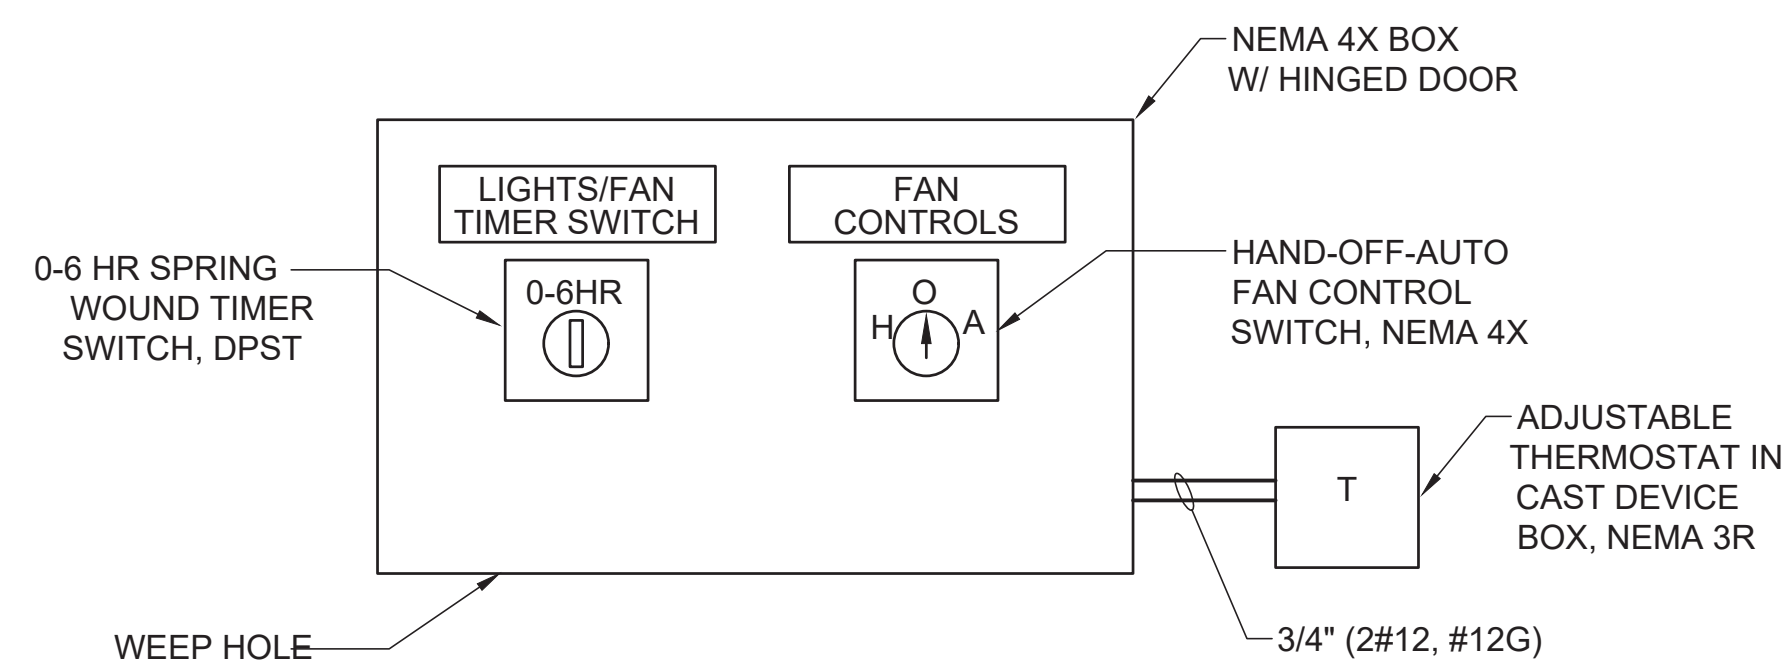 NEMA 4X BOX
W/ HINGED DOOR
LIGHTS/FAN
TIMER SWITCH
FAN
CONTROLS
0-6 HR SPRING
WOUND TIMER
SWITCH, DPST
0-6HR
O
H
A
HAND-OFF-AUTO
FAN CONTROL
SWITCH, NEMA 4X
T
ADJUSTABLE
THERMOSTAT IN
CAST DEVICE
BOX, NEMA 3R
WEEP HOLE
3/4" (2#12, #12G)